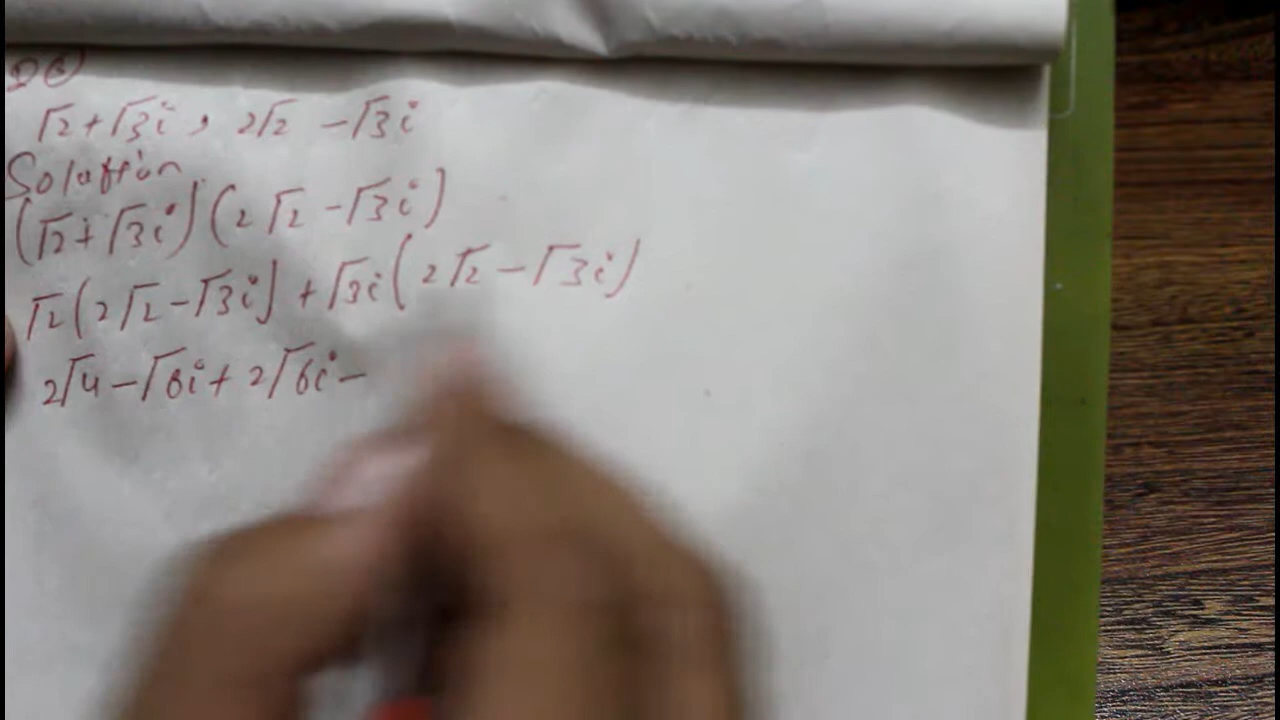 √2 + √3i , 2√2 - √3i
Solution
(√2 + √3i) (2√2 - √3i)
√2(2√2 - √3i) + √3i(2√2 - √3i)
2√4 - √6i + 2√6i -